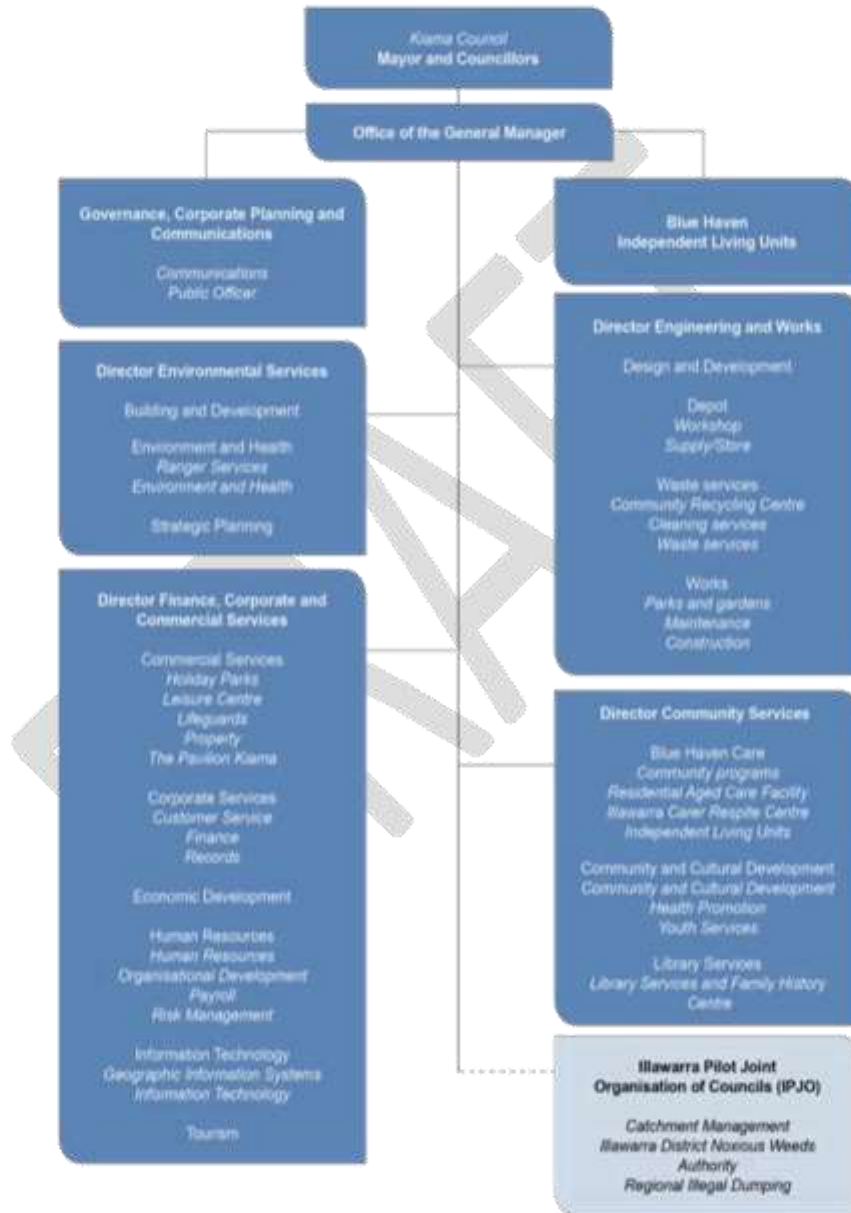 Kiama Council
Mayor and Councillors
Office of the General Manager
Governance, Corporate Planning and
Communications
Communications
Public Officer
Director Environmental Services
Building and Development
Environment and Health
Ranger Services
Environment and Health
Strategic Planning
Director Finance, Corporate and
Commercial Services
Commercial Services
Holiday Parks
Leisure Centre
Lifeguards
Property
The Pavilion Kiama
Corporate Services
Customer Service
Finance
Records
Economic Development
Human Resources
Human Resources
Organisational Development
Payroll
Risk Management
Information Technology
Geographic Information Systems
Information Technology
Tourism
Blue Haven
Independent Living Units
Director Engineering and Works
Design and Development
Depot
Workshop
Supply/Store
Waste services
Community Recycling Centre
Cleaning services
Waste services
Works
Parks and gardens
Maintenance
Construction
Director Community Services
Blue Haven Care
Community programs
Residential Aged Care Facility
Illawarra Carer Respite Centre
Independent Living Units
Community and Cultural Development
Community and Cultural Development
Health Promotion
Youth Services
Library Services
Library Services and Family History
Centre
Illawarra Pilot Joint
Organisation of Councils (IPJO)
Catchment Management
Illawarra District Noxious Weeds
Authority
Regional Illegal Dumping